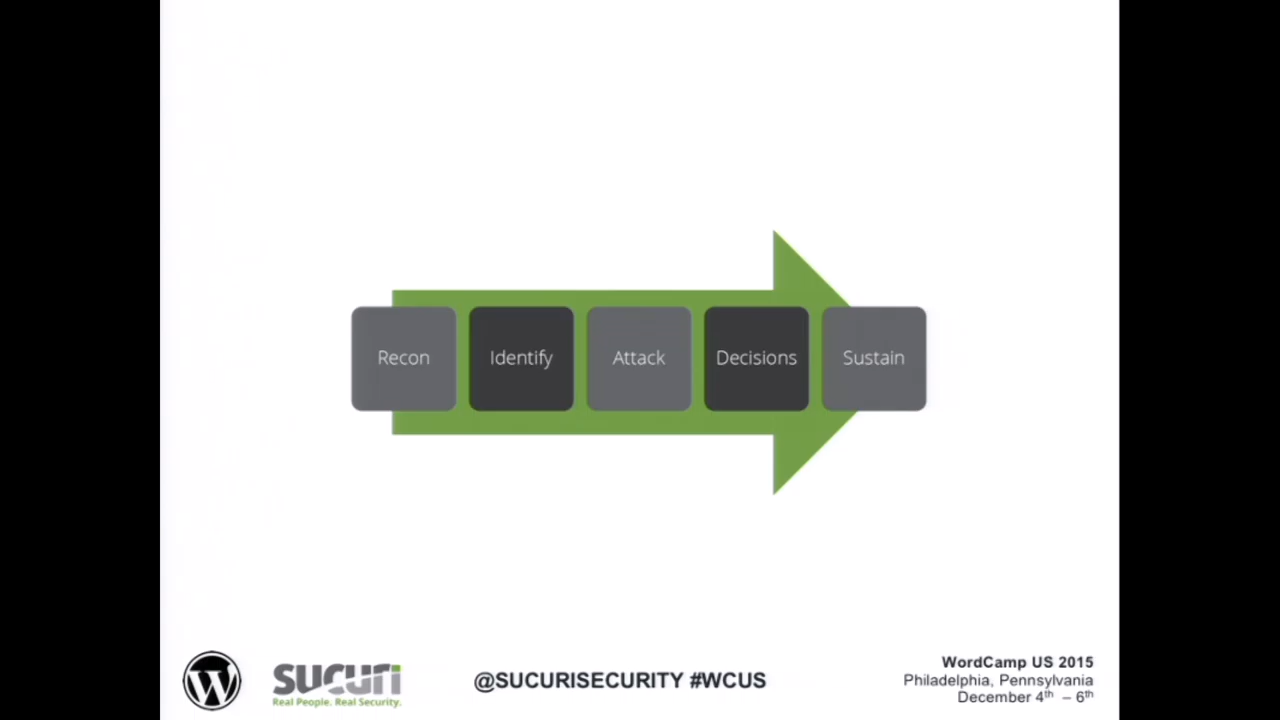 Recon
Identify
Attack
Decisions
Sustain
W
SUCURI
Real People. Real Security.
@SUCURISECURITY #WCUS
WordCamp US 2015
Philadelphia, Pennsylvania
December 4th – 6th